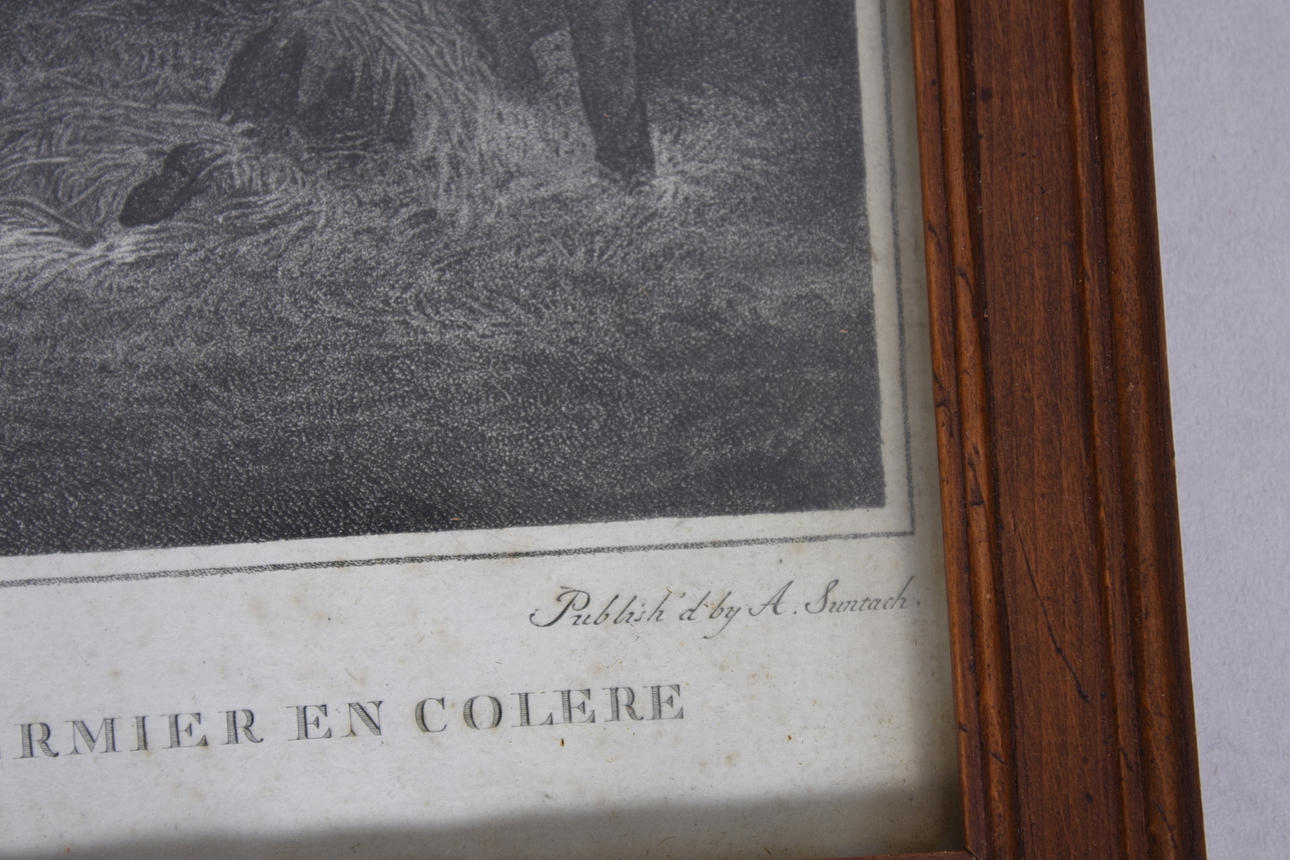 Publish'd by A. Suntach.
RMIER EN COLERE